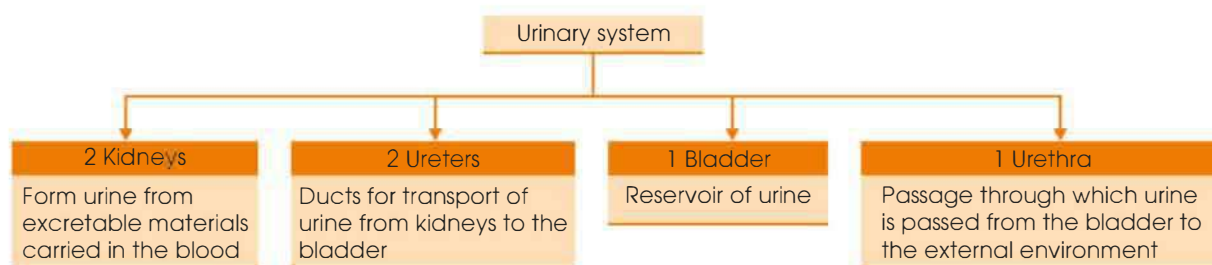 Urinary system
2 Kidneys
Form urine from
excretable materials
carried in the blood
2 Ureters
Ducts for transport of
urine from kidneys to the
bladder
1 Bladder
Reservoir of urine
1 Urethra
Passage through which urine
is passed from the bladder to
the external environment